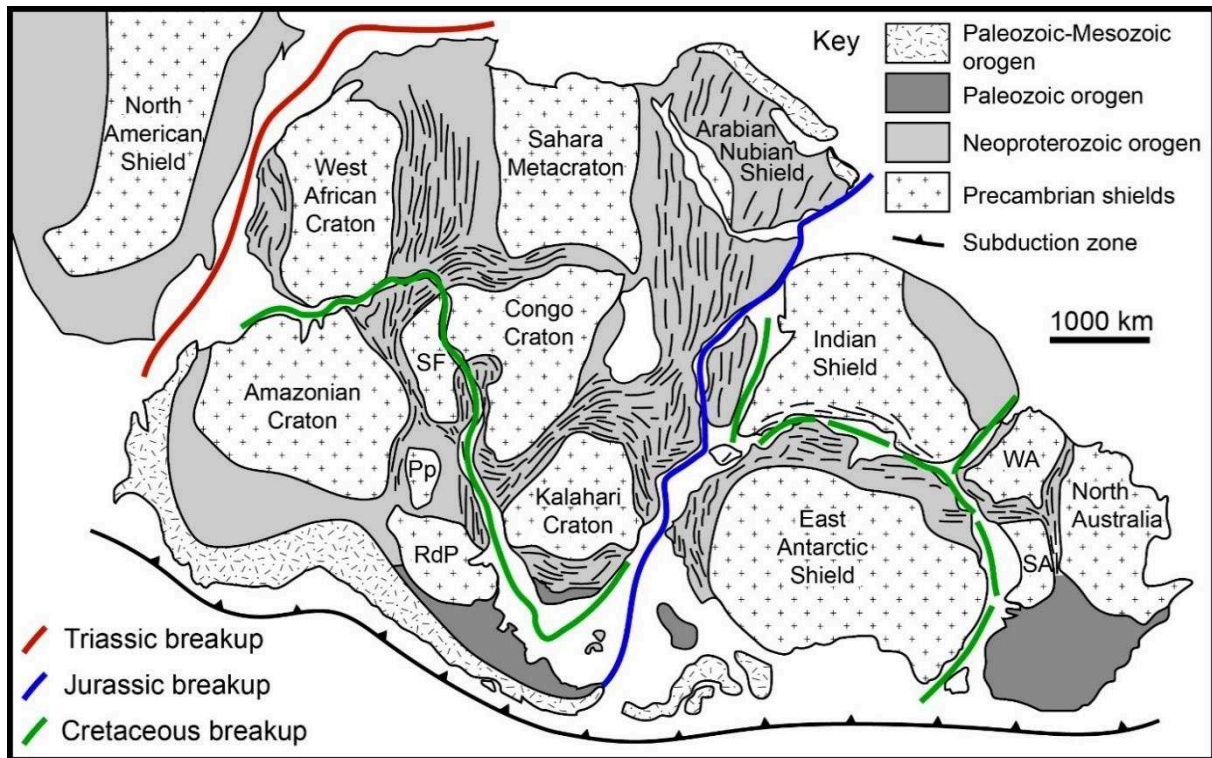 Key
Paleozoic-Mesozoic
orogen
Paleozoic orogen
Neoproterozoic orogen
Precambrian shields
Subduction zone
North
American
Shield
West
African
Craton
Sahara
Metacraton
Arabian
Nubian
Shield
1000 km
Congo
Craton
SF
Indian
Shield
Amazonian
Craton
Pp
Kalahari
Craton
WA
North
Australia
RdP
East
Antarctic
Shield
SA
Triassic breakup
Jurassic breakup
Cretaceous breakup